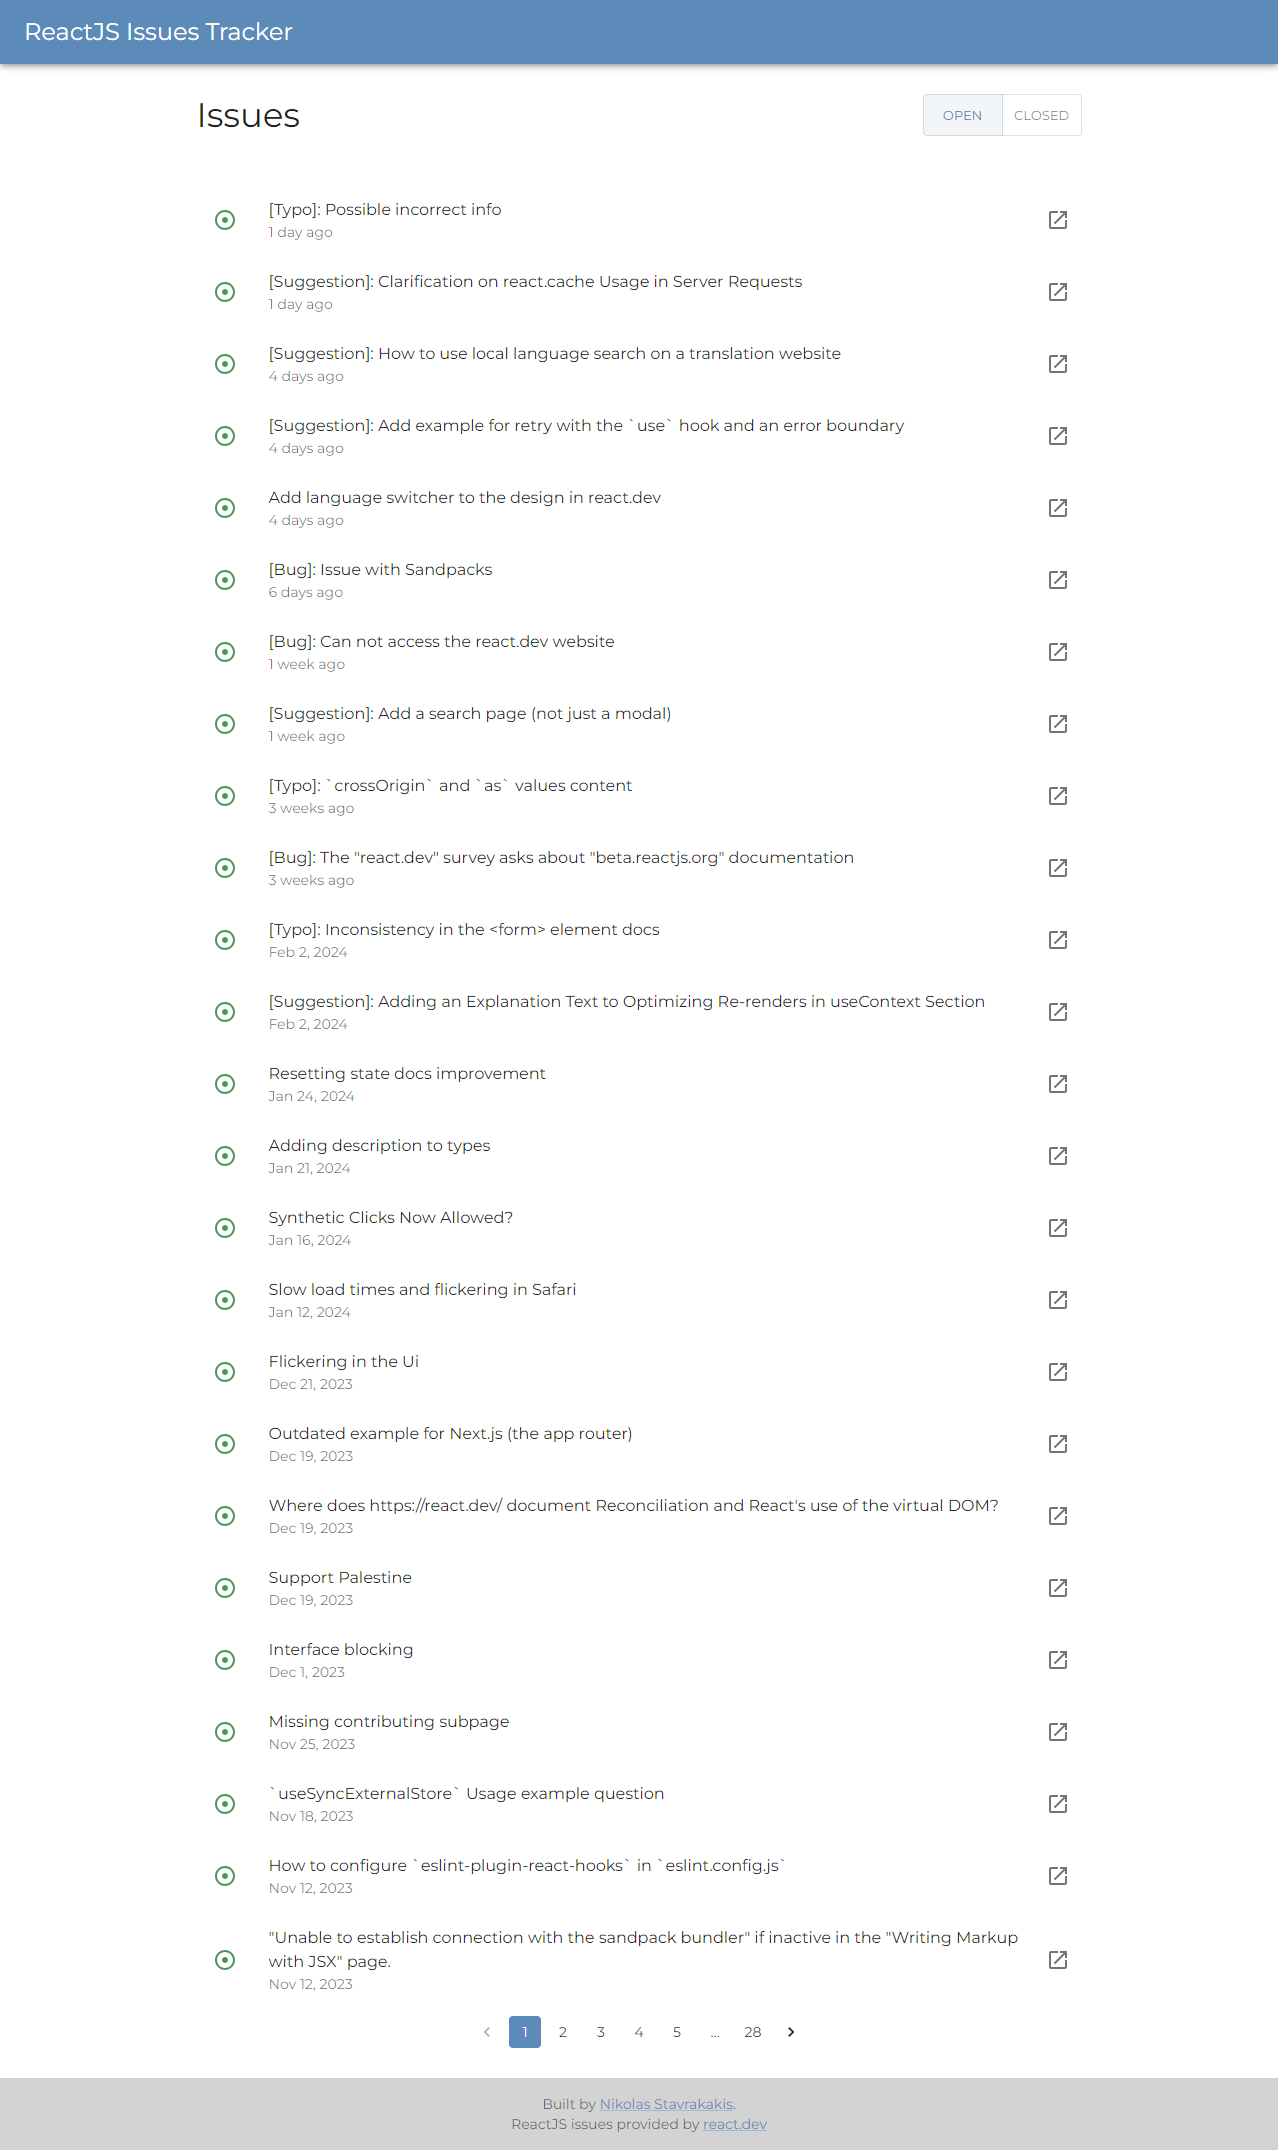 ReactJS Issues Tracker
Issues
OPEN
CLOSED
[Typo]: Possible incorrect info
1 day ago
[Suggestion]: Clarification on react.cache Usage in Server Requests
1 day ago
[Suggestion]: How to use local language search on a translation website
4 days ago
[Suggestion]: Add example for retry with the `use` hook and an error boundary
4 days ago
Add language switcher to the design in react.dev
4 days ago
[Bug]: Issue with Sandpacks
6 days ago
[Bug]: Can not access the react.dev website
1 week ago
[Suggestion]: Add a search page (not just a modal)
1 week ago
[Typo]: `crossOrigin` and `as` values content
3 weeks ago
[Bug]: The "react.dev" survey asks about "beta.reactjs.org" documentation
3 weeks ago
[Typo]: Inconsistency in the <form> element docs
Feb 2, 2024
[Suggestion]: Adding an Explanation Text to Optimizing Re-renders in useContext Section
Feb 2, 2024
Resetting state docs improvement
Jan 24, 2024
Adding description to types
Jan 21, 2024
Synthetic Clicks Now Allowed?
Jan 16, 2024
Slow load times and flickering in Safari
Jan 12, 2024
Flickering in the Ui
Dec 21, 2023
Outdated example for Next.js (the app router)
Dec 19, 2023
Where does https://react.dev/ document Reconciliation and React's use of the virtual DOM?
Dec 19, 2023
Support Palestine
Dec 19, 2023
Interface blocking
Dec 1, 2023
Missing contributing subpage
Nov 25, 2023
`useSyncExternalStore` Usage example question
Nov 18, 2023
How to configure `eslint-plugin-react-hooks` in `eslint.config.js`
Nov 12, 2023
"Unable to establish connection with the sandpack bundler" if inactive in the "Writing Markup
with JSX" page.
Nov 12, 2023
1 2 3 4 5 ... 28
Built by Nikolas Stavrakakis.
ReactJS issues provided by react.dev